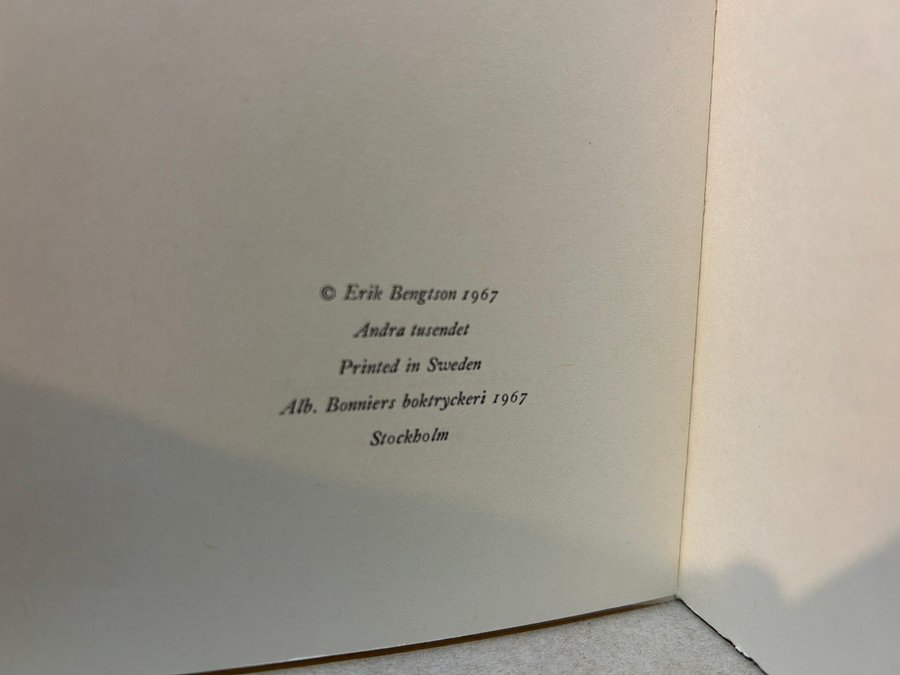 © Erik Bengtson 1967
Andra tusendet
Printed in Sweden
Alb. Bonniers boktryckeri 1967
Stockholm